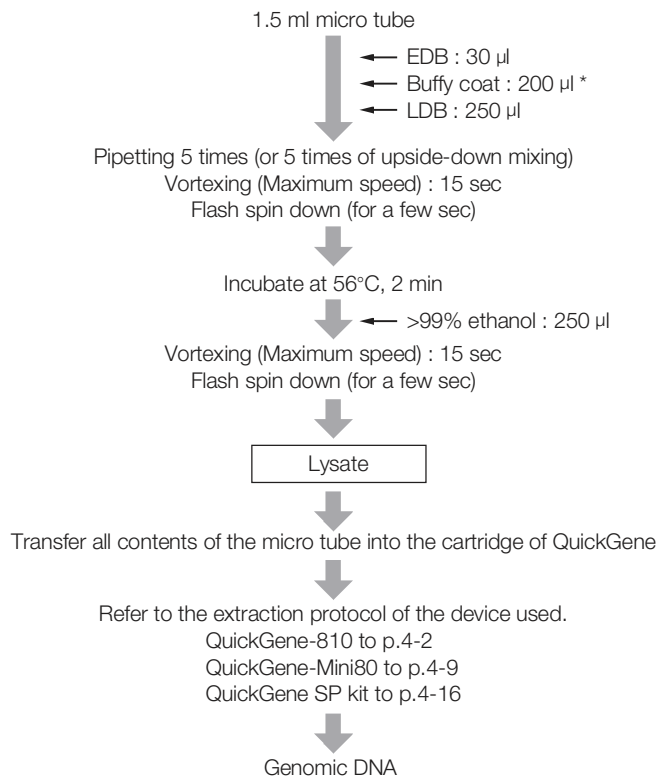 1.5 ml micro tube
EDB : 30 µl
Buffy coat : 200 µl *
LDB : 250 µl
Pipetting 5 times (or 5 times of upside-down mixing)
Vortexing (Maximum speed) : 15 sec
Flash spin down (for a few sec)
Incubate at 56°C, 2 min
>99% ethanol : 250 µl
Vortexing (Maximum speed) : 15 sec
Flash spin down (for a few sec)
Lysate
Transfer all contents of the micro tube into the cartridge of QuickGene
Refer to the extraction protocol of the device used.
QuickGene-810 to p.4-2
QuickGene-Mini80 to p.4-9
QuickGene SP kit to p.4-16
Genomic DNA